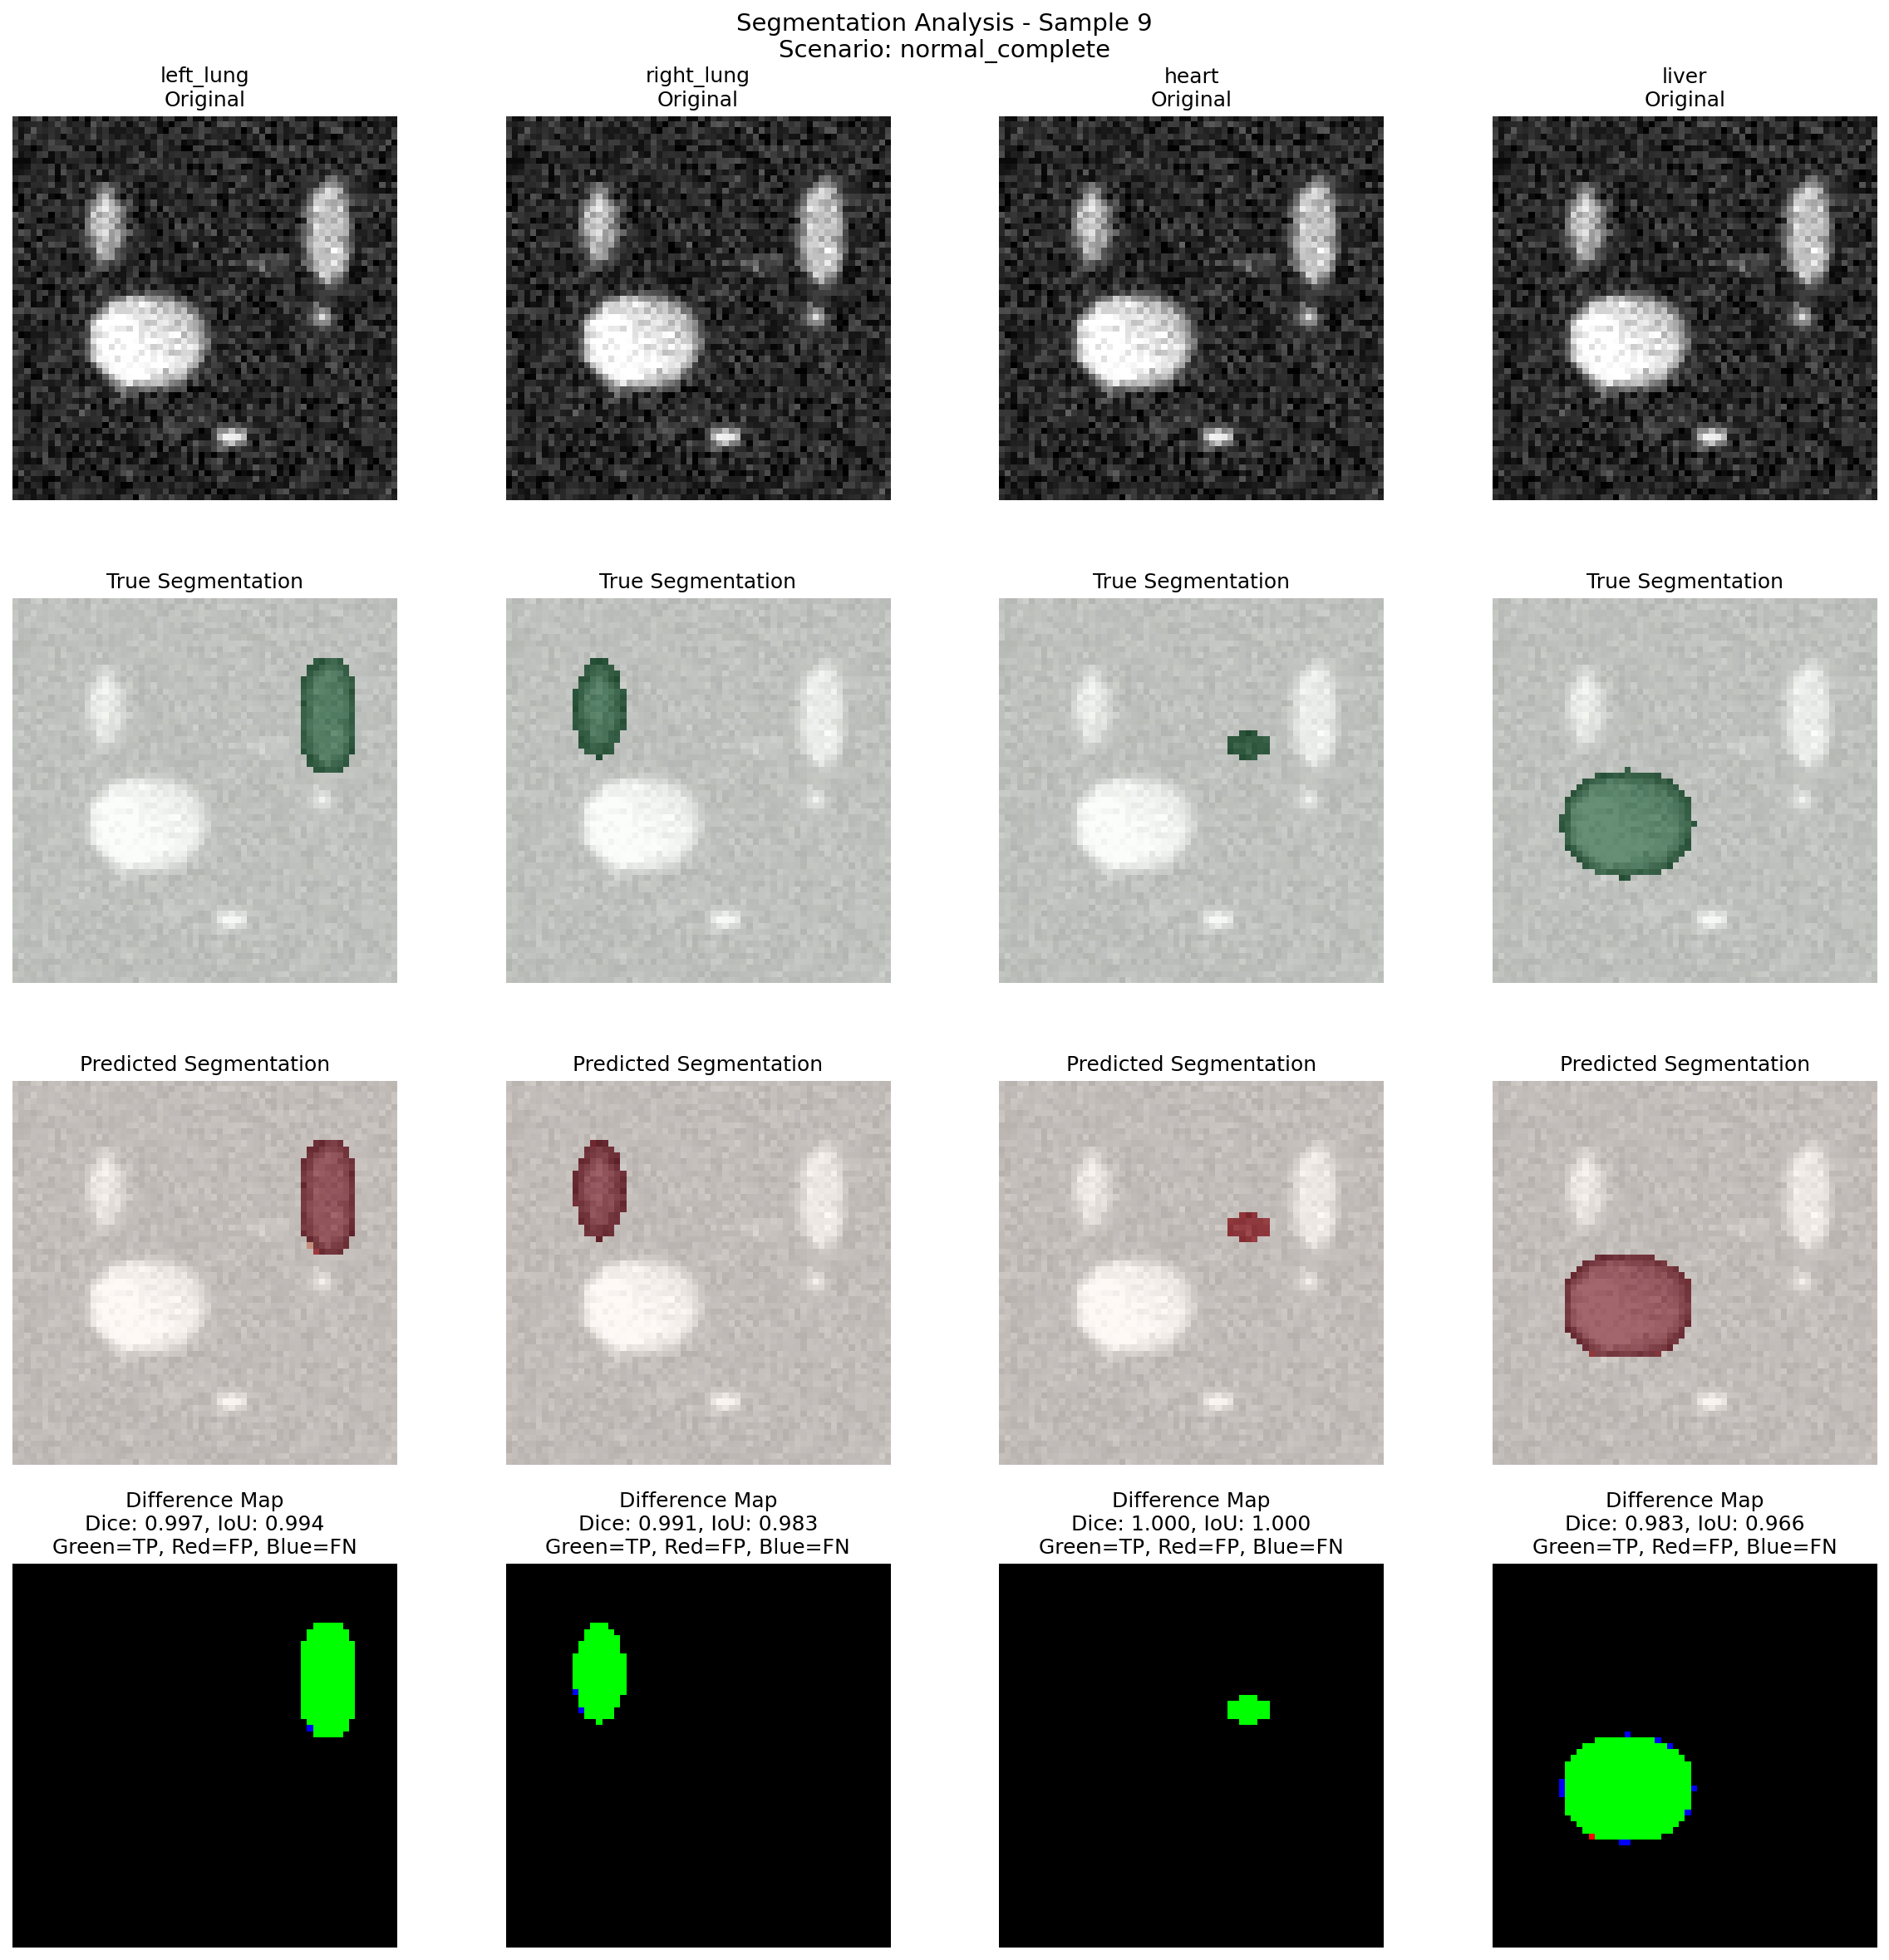 Segmentation Analysis - Sample 9
Scenario: normal_complete
left_lung
Original
right_lung
Original
heart
Original
liver
Original
True Segmentation
True Segmentation
True Segmentation
True Segmentation
Predicted Segmentation
Predicted Segmentation
Predicted Segmentation
Predicted Segmentation
Difference Map
Dice: 0.997, IoU: 0.994
Green=TP, Red=FP, Blue=FN
Difference Map
Dice: 0.991, IoU: 0.983
Green=TP, Red=FP, Blue=FN
Difference Map
Dice: 1.000, IoU: 1.000
Green=TP, Red=FP, Blue=FN
Difference Map
Dice: 0.983, IoU: 0.966
Green=TP, Red=FP, Blue=FN